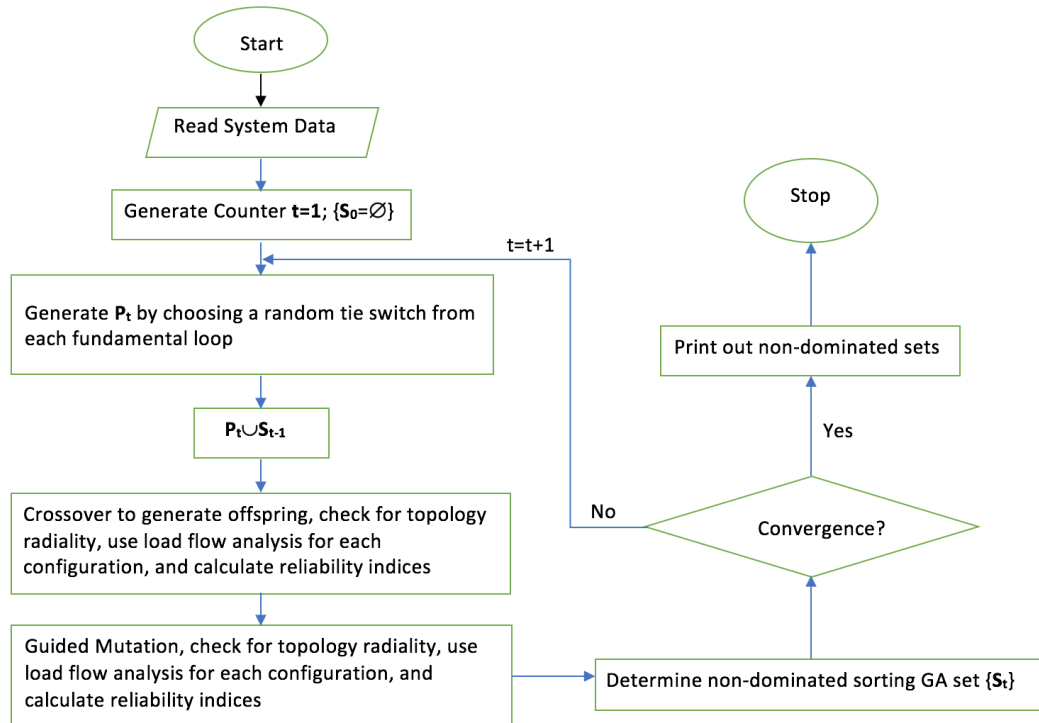 Start
Read System Data
Generate Counter t=1; {S₀=∅}
t=t+1
Generate Pₜ by choosing a random tie switch from
each fundamental loop
Pₜ∪Sₜ₋₁
Crossover to generate offspring, check for topology
radiality, use load flow analysis for each
configuration, and calculate reliability indices
Guided Mutation, check for topology radiality, use
load flow analysis for each configuration, and
calculate reliability indices
Determine non-dominated sorting GA set {Sₜ}
Convergence?
No
Yes
Print out non-dominated sets
Stop